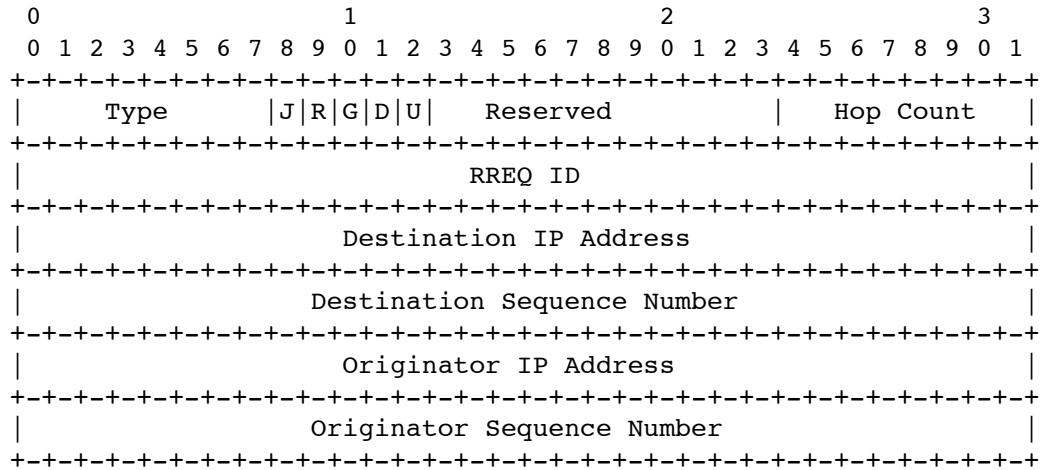 0                   1                   2                   3
 0 1 2 3 4 5 6 7 8 9 0 1 2 3 4 5 6 7 8 9 0 1 2 3 4 5 6 7 8 9 0 1
+-+-+-+-+-+-+-+-+-+-+-+-+-+-+-+-+-+-+-+-+-+-+-+-+-+-+-+-+-+-+-+-+
|     Type      |J|R|G|D|U|   Reserved          |   Hop Count   |
+-+-+-+-+-+-+-+-+-+-+-+-+-+-+-+-+-+-+-+-+-+-+-+-+-+-+-+-+-+-+-+-+
|                            RREQ ID                            |
+-+-+-+-+-+-+-+-+-+-+-+-+-+-+-+-+-+-+-+-+-+-+-+-+-+-+-+-+-+-+-+-+
|                    Destination IP Address                     |
+-+-+-+-+-+-+-+-+-+-+-+-+-+-+-+-+-+-+-+-+-+-+-+-+-+-+-+-+-+-+-+-+
|                  Destination Sequence Number                  |
+-+-+-+-+-+-+-+-+-+-+-+-+-+-+-+-+-+-+-+-+-+-+-+-+-+-+-+-+-+-+-+-+
|                    Originator IP Address                      |
+-+-+-+-+-+-+-+-+-+-+-+-+-+-+-+-+-+-+-+-+-+-+-+-+-+-+-+-+-+-+-+-+
|                  Originator Sequence Number                   |
+-+-+-+-+-+-+-+-+-+-+-+-+-+-+-+-+-+-+-+-+-+-+-+-+-+-+-+-+-+-+-+-+